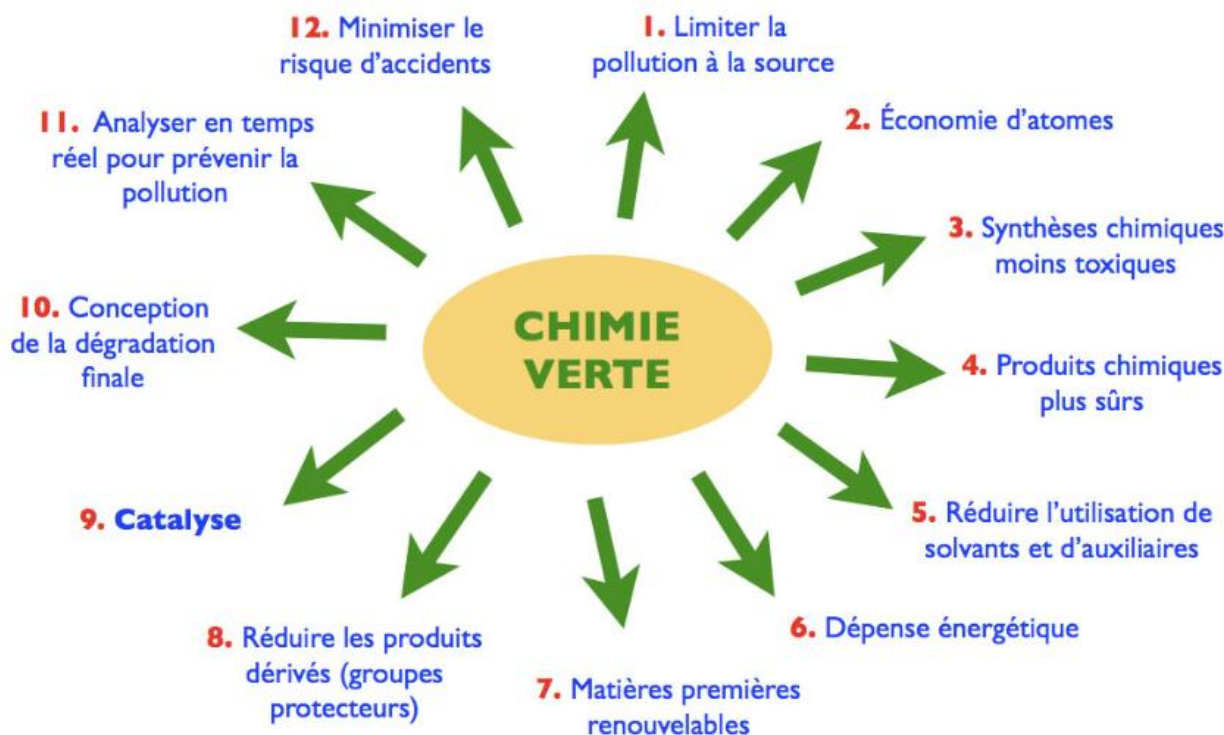 CHIMIE
VERTE
1. Limiter la
pollution à la source
2. Économie d'atomes
3. Synthèses chimiques
moins toxiques
4. Produits chimiques
plus sûrs
5. Réduire l'utilisation de
solvants et d'auxiliaires
6. Dépense énergétique
7. Matières premières
renouvelables
8. Réduire les produits
dérivés (groupes
protecteurs)
9. Catalyse
10. Conception
de la dégradation
finale
11. Analyser en temps
réel pour prévenir la
pollution
12. Minimiser le
risque d'accidents